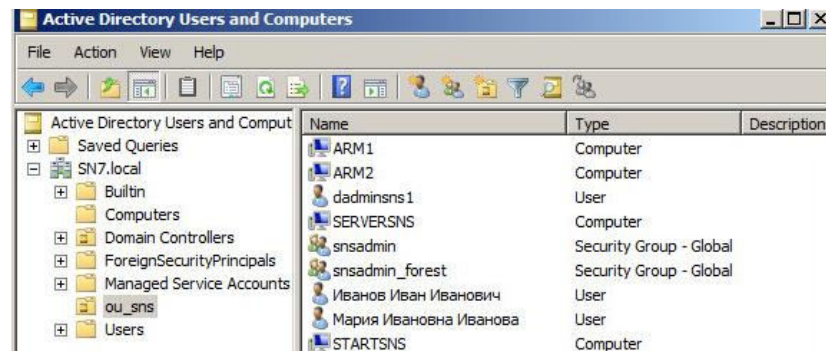 Active Directory Users and Computers
File Action View Help
Active Directory Users and Comput
Saved Queries
SN7.local
Builtin
Computers
Domain Controllers
ForeignSecurityPrincipals
Managed Service Accounts
ou_sns
Users
Name Type Description
ARM1 Computer
ARM2 Computer
dadminsns1 User
SERVERSNS Computer
snsadmin Security Group - Global
snsadmin_forest Security Group - Global
Иванов Иван Иванович User
Мария Ивановна Иванова User
STARTSNS Computer